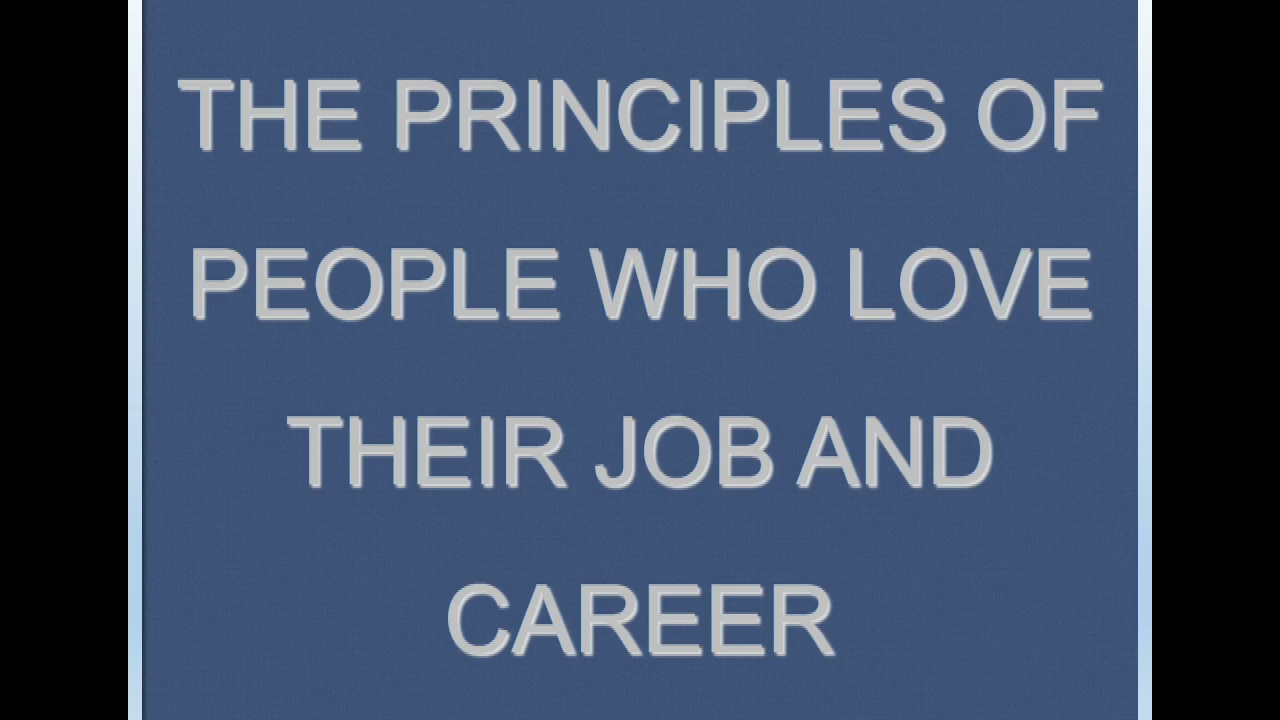 THE PRINCIPLES OF
PEOPLE WHO LOVE
THEIR JOB AND
CAREER